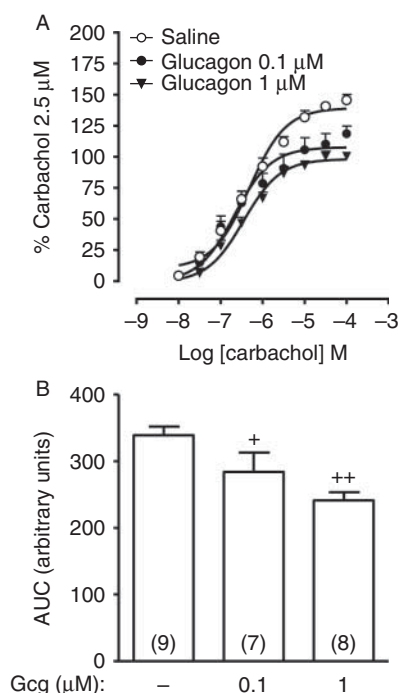 A
Saline
Glucagon 0.1 μM
Glucagon 1 μM
% Carbachol 2.5 μM
200
175
150
125
100
75
50
25
0
–9 –8 –7 –6 –5 –4 –3
Log [carbachol] M
B
AUC (arbitrary units)
400
300
200
100
0
+
++
(9) (7) (8)
Gcg (μM): – 0.1 1